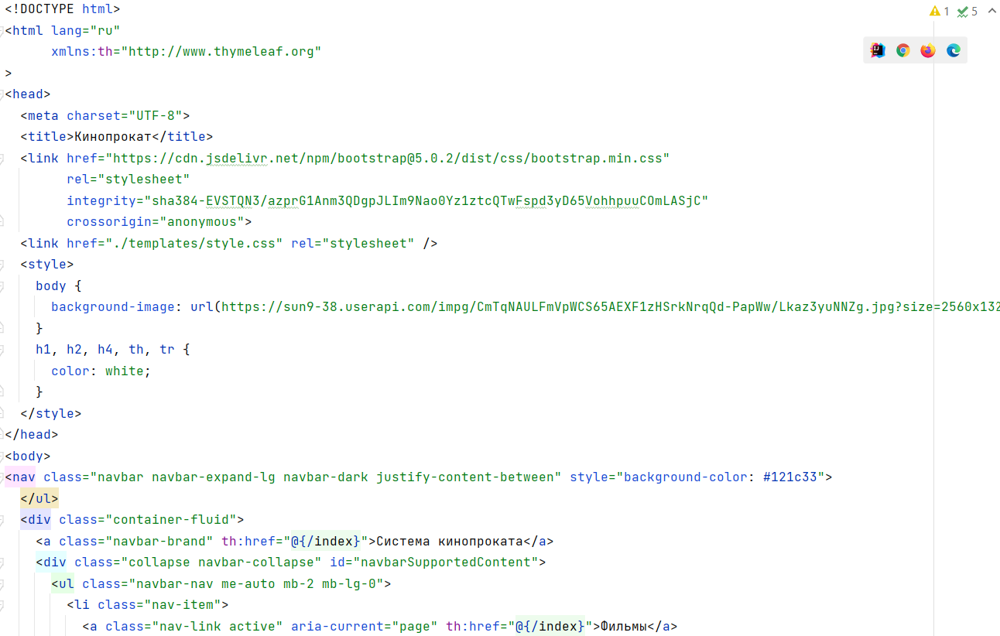 <!DOCTYPE html>
1 5
<html lang="ru"
xmlns:th="http://www.thymeleaf.org"
>
<head>
<meta charset="UTF-8">
<title>Кинопрокат</title>
<link href="https://cdn.jsdelivr.net/npm/bootstrap@5.0.2/dist/css/bootstrap.min.css"
rel="stylesheet"
integrity="sha384-EVSTQN3/azprG1Anm3QDgpJLIm9Nao0Yz1ztcQTwFspd3yD65VohhpuuCOmLASjC"
crossorigin="anonymous">
<link href="./templates/style.css" rel="stylesheet" />
<style>
body {
background-image: url(https://sun9-38.userapi.com/impg/CmTqNAULFmVpWCS65AEXF1zHSrkNrqQd-PapWw/Lkaz3yuNNZg.jpg?size=2560x132
}
h1, h2, h4, th, tr {
color: white;
}
</style>
</head>
<body>
<nav class="navbar navbar-expand-lg navbar-dark justify-content-between" style="background-color: #121c33">
</ul>
<div class="container-fluid">
<a class="navbar-brand" th:href="@{/index}">Система кинопроката</a>
<div class="collapse navbar-collapse" id="navbarSupportedContent">
<ul class="navbar-nav me-auto mb-2 mb-lg-0">
<li class="nav-item">
<a class="nav-link active" aria-current="page" th:href="@{/index}">Фильмы</a>